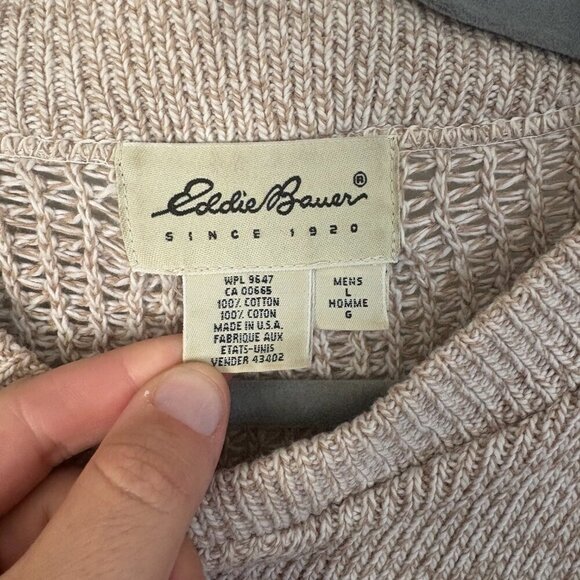 Eddie Bauer®
SINCE 1920
WPL 9647
CA 00665
100% COTTON
100% COTON
MADE IN U.S.A.
FABRIQUE AUX
ETATS-UNIS
VENDER 43402
MENS
L
HOMME
G